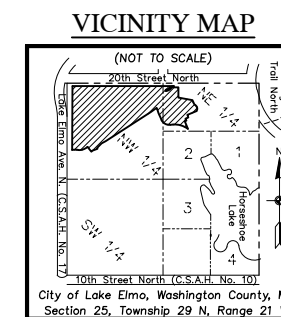 VICINITY MAP
(NOT TO SCALE)
20th Street North
Trail North
Lake Elmo Ave. N. (C.S.A.H. No. 17)
NE 1/4
NW 1/4
2
1
N
3
Horseshoe
Lake
SW 1/4
4
10th Street North (C.S.A.H. No. 10)
City of Lake Elmo, Washington County,
Section 25, Township 29 N, Range 21